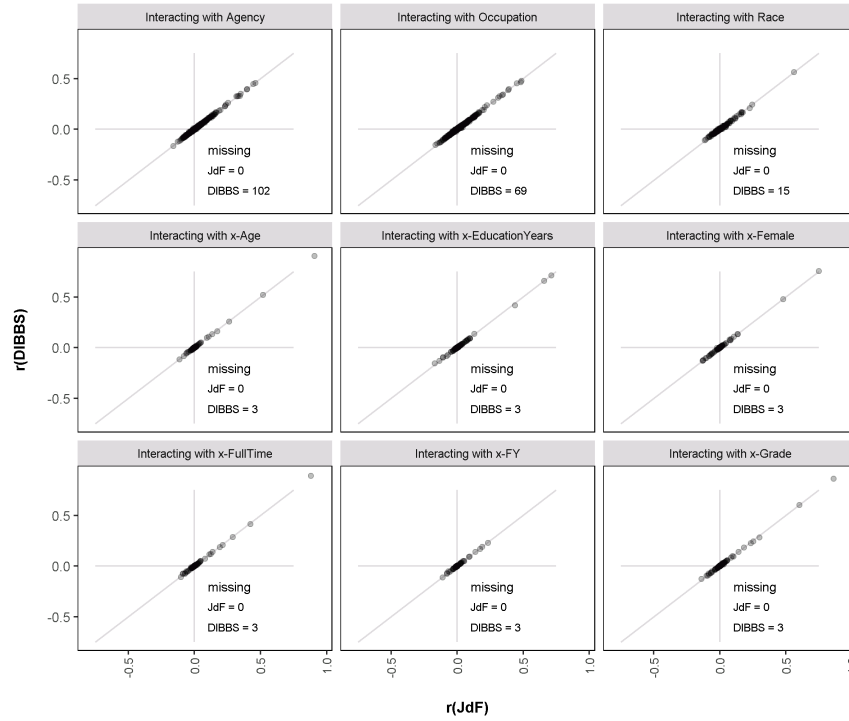 Interacting with Agency
Interacting with Occupation
Interacting with Race
0.5
0.0
-0.5
missing
JdF = 0
DIBBS = 102
missing
JdF = 0
DIBBS = 69
missing
JdF = 0
DIBBS = 15
Interacting with x-Age
Interacting with x-EducationYears
Interacting with x-Female
r(DIBBS)
0.5
0.0
-0.5
missing
JdF = 0
DIBBS = 3
missing
JdF = 0
DIBBS = 3
missing
JdF = 0
DIBBS = 3
Interacting with x-FullTime
Interacting with x-FY
Interacting with x-Grade
0.5
0.0
-0.5
missing
JdF = 0
DIBBS = 3
missing
JdF = 0
DIBBS = 3
missing
JdF = 0
DIBBS = 3
-0.5 0.0 0.5 1.0
-0.5 0.0 0.5 1.0
-0.5 0.0 0.5
r(JdF)